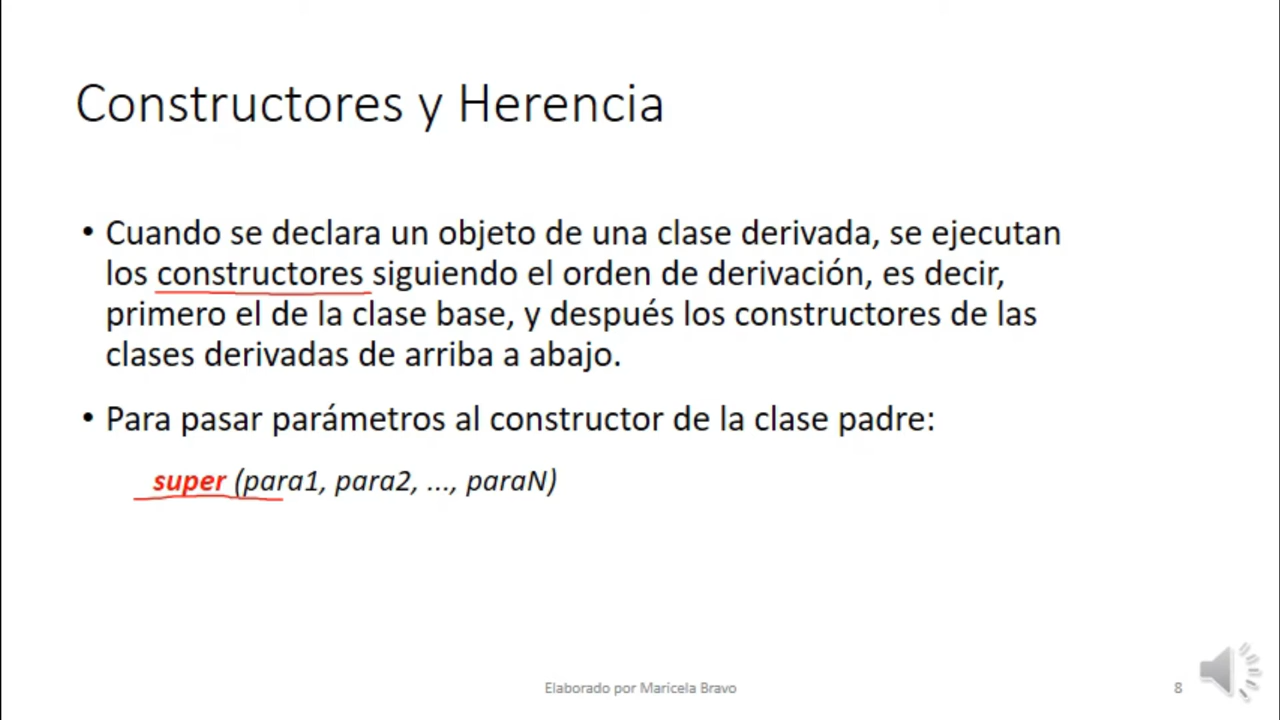 Constructores y Herencia
• Cuando se declara un objeto de una clase derivada, se ejecutan
los constructores siguiendo el orden de derivación, es decir,
primero el de la clase base, y después los constructores de las
clases derivadas de arriba a abajo.
• Para pasar parámetros al constructor de la clase padre:
super (para1, para2, ..., paraN)
Elaborado por Maricela Bravo
8